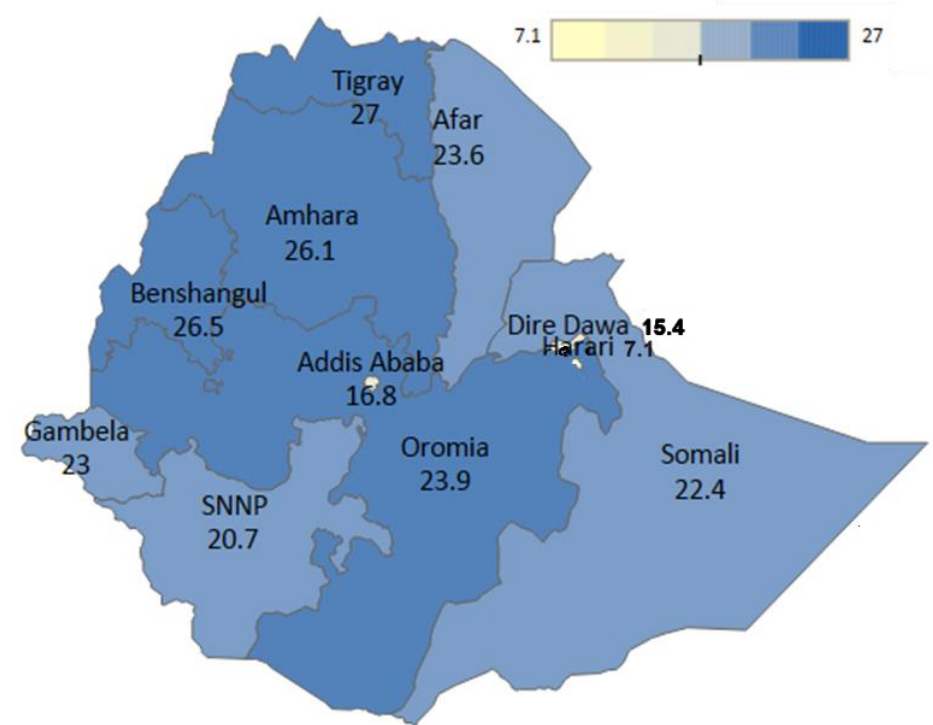 7.1
27
Tigray
27
Afar
23.6
Amhara
26.1
Benshangul
26.5
Dire Dawa 15.4
Harari 7.1
Addis Ababa
16.8
Gambela
23
Oromia
23.9
Somali
22.4
SNNP
20.7